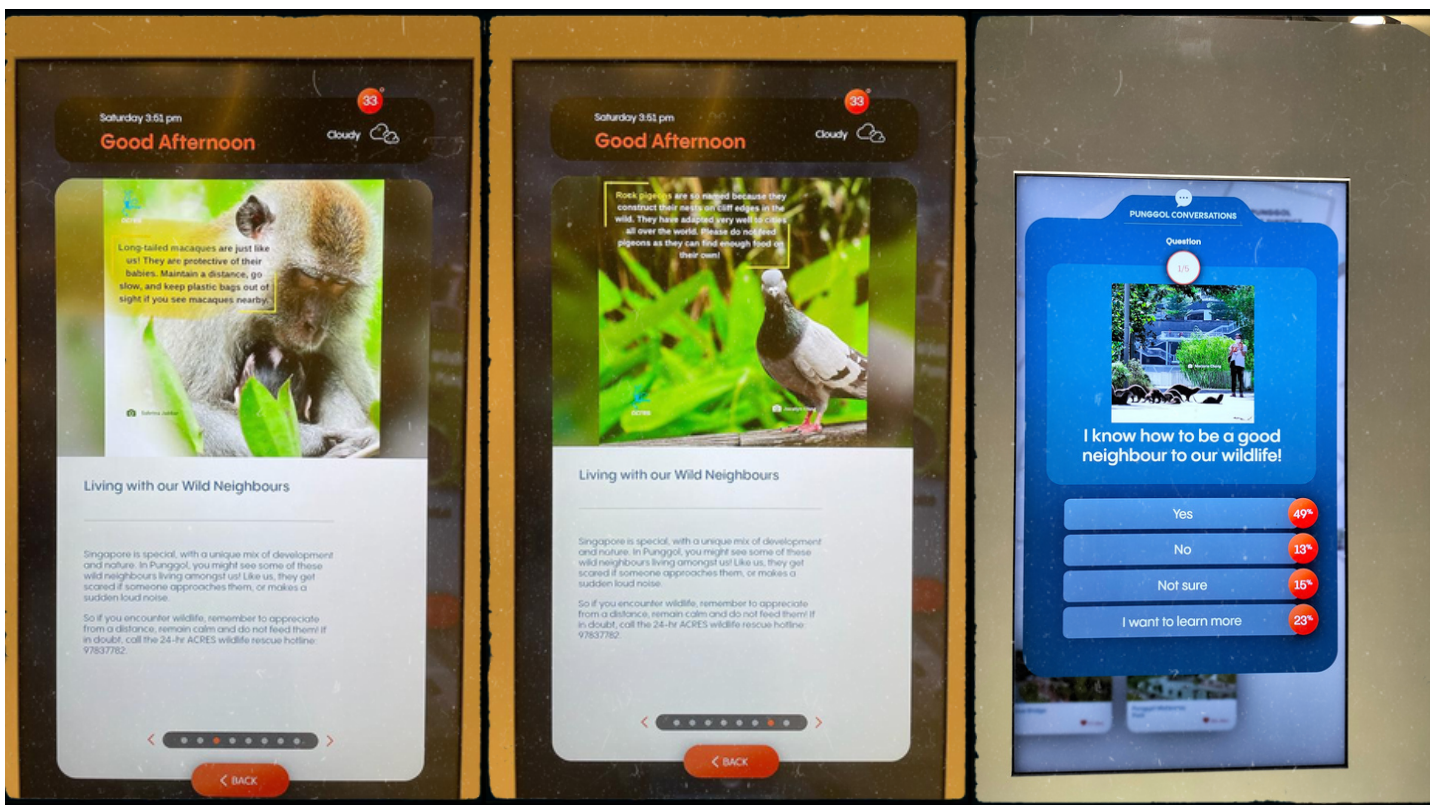 Saturday 3:51 pm
Good Afternoon
33°
Cloudy
acres
Long-tailed macaques are just like
us! They are protective of their
babies. Maintain a distance, go
slow, and keep plastic bags out of
sight if you see macaques nearby.
Sabrina Jabbar
Living with our Wild Neighbours
Singapore is special, with a unique mix of development
and nature. In Punggol, you might see some of these
wild neighbours living amongst us! Like us, they get
scared if someone approaches them, or makes a
sudden loud noise.
So if you encounter wildlife, remember to appreciate
from a distance, remain calm and do not feed them! If
in doubt, call the 24-hr ACRES wildlife rescue hotline:
97837782.
< BACK
Saturday 3:51 pm
Good Afternoon
33°
Cloudy
Rock pigeons are so named because they
construct their nests on cliff edges in the
wild. They have adapted very well to cities
all over the world. Please do not feed
pigeons as they can find enough food on
their own!
acres
Living with our Wild Neighbours
Singapore is special, with a unique mix of development
and nature. In Punggol, you might see some of these
wild neighbours living amongst us! Like us, they get
scared if someone approaches them, or makes a
sudden loud noise.
So if you encounter wildlife, remember to appreciate
from a distance, remain calm and do not feed them! If
in doubt, call the 24-hr ACRES wildlife rescue hotline:
97837782.
< BACK
PUNGGOL CONVERSATIONS
Question
1/5
I know how to be a good
neighbour to our wildlife!
Yes 49%
No 13%
Not sure 15%
I want to learn more 23%